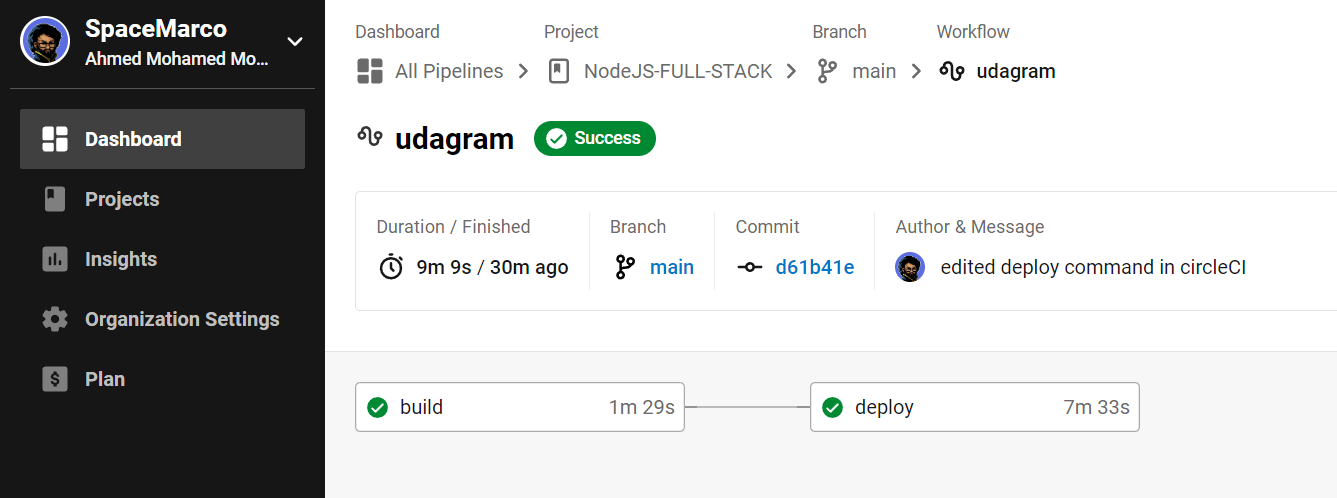 SpaceMarco
Ahmed Mohamed Mo...
Dashboard
Projects
Insights
Organization Settings
Plan
Dashboard Project Branch Workflow
All Pipelines NodeJS-FULL-STACK main udagram
udagram Success
Duration / Finished Branch Commit Author & Message
9m 9s / 30m ago main d61b41e edited deploy command in circleCI
build 1m 29s deploy 7m 33s